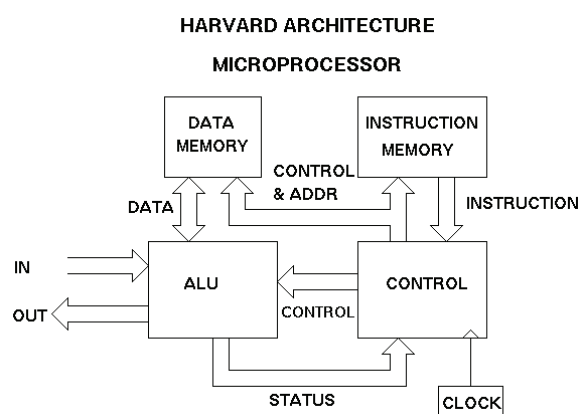 HARVARD ARCHITECTURE
MICROPROCESSOR
DATA
MEMORY
INSTRUCTION
MEMORY
CONTROL
& ADDR
DATA
INSTRUCTION
IN
ALU
CONTROL
OUT
CONTROL
STATUS
CLOCK